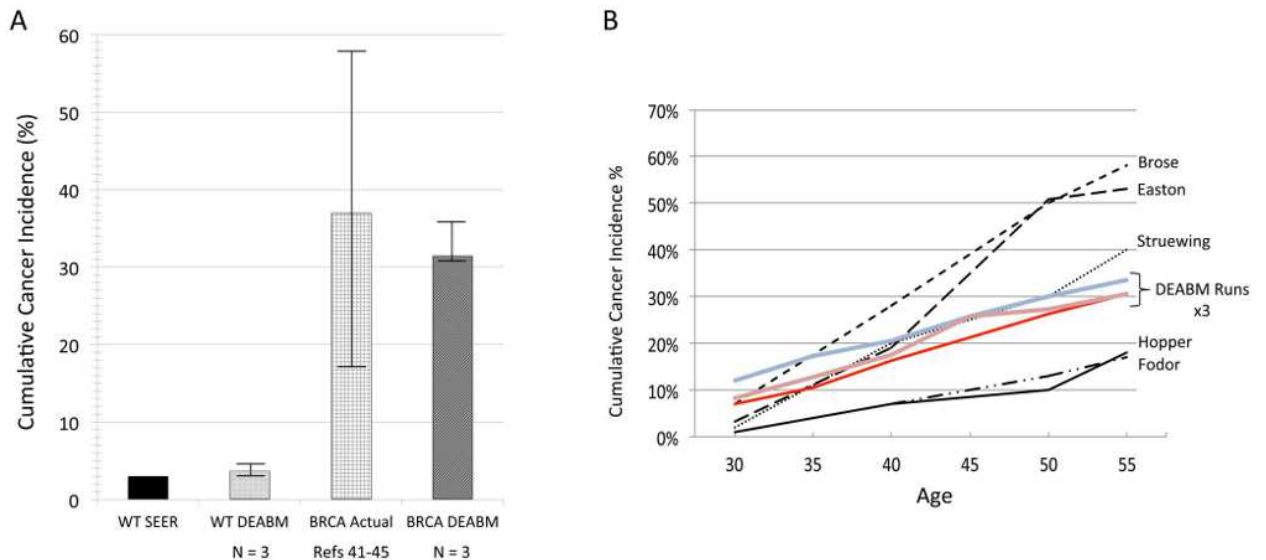 A
Cumulative Cancer Incidence (%)
60
50
40
30
20
10
0
WT SEER
WT DEABM
N = 3
BRCA Actual
Refs 41-45
BRCA DEABM
N = 3
B
Cumulative Cancer Incidence %
70%
60%
50%
40%
30%
20%
10%
0%
30
35
40
45
50
55
Age
Brose
Easton
Struewing
DEABM Runs
x3
Hopper
Fodor